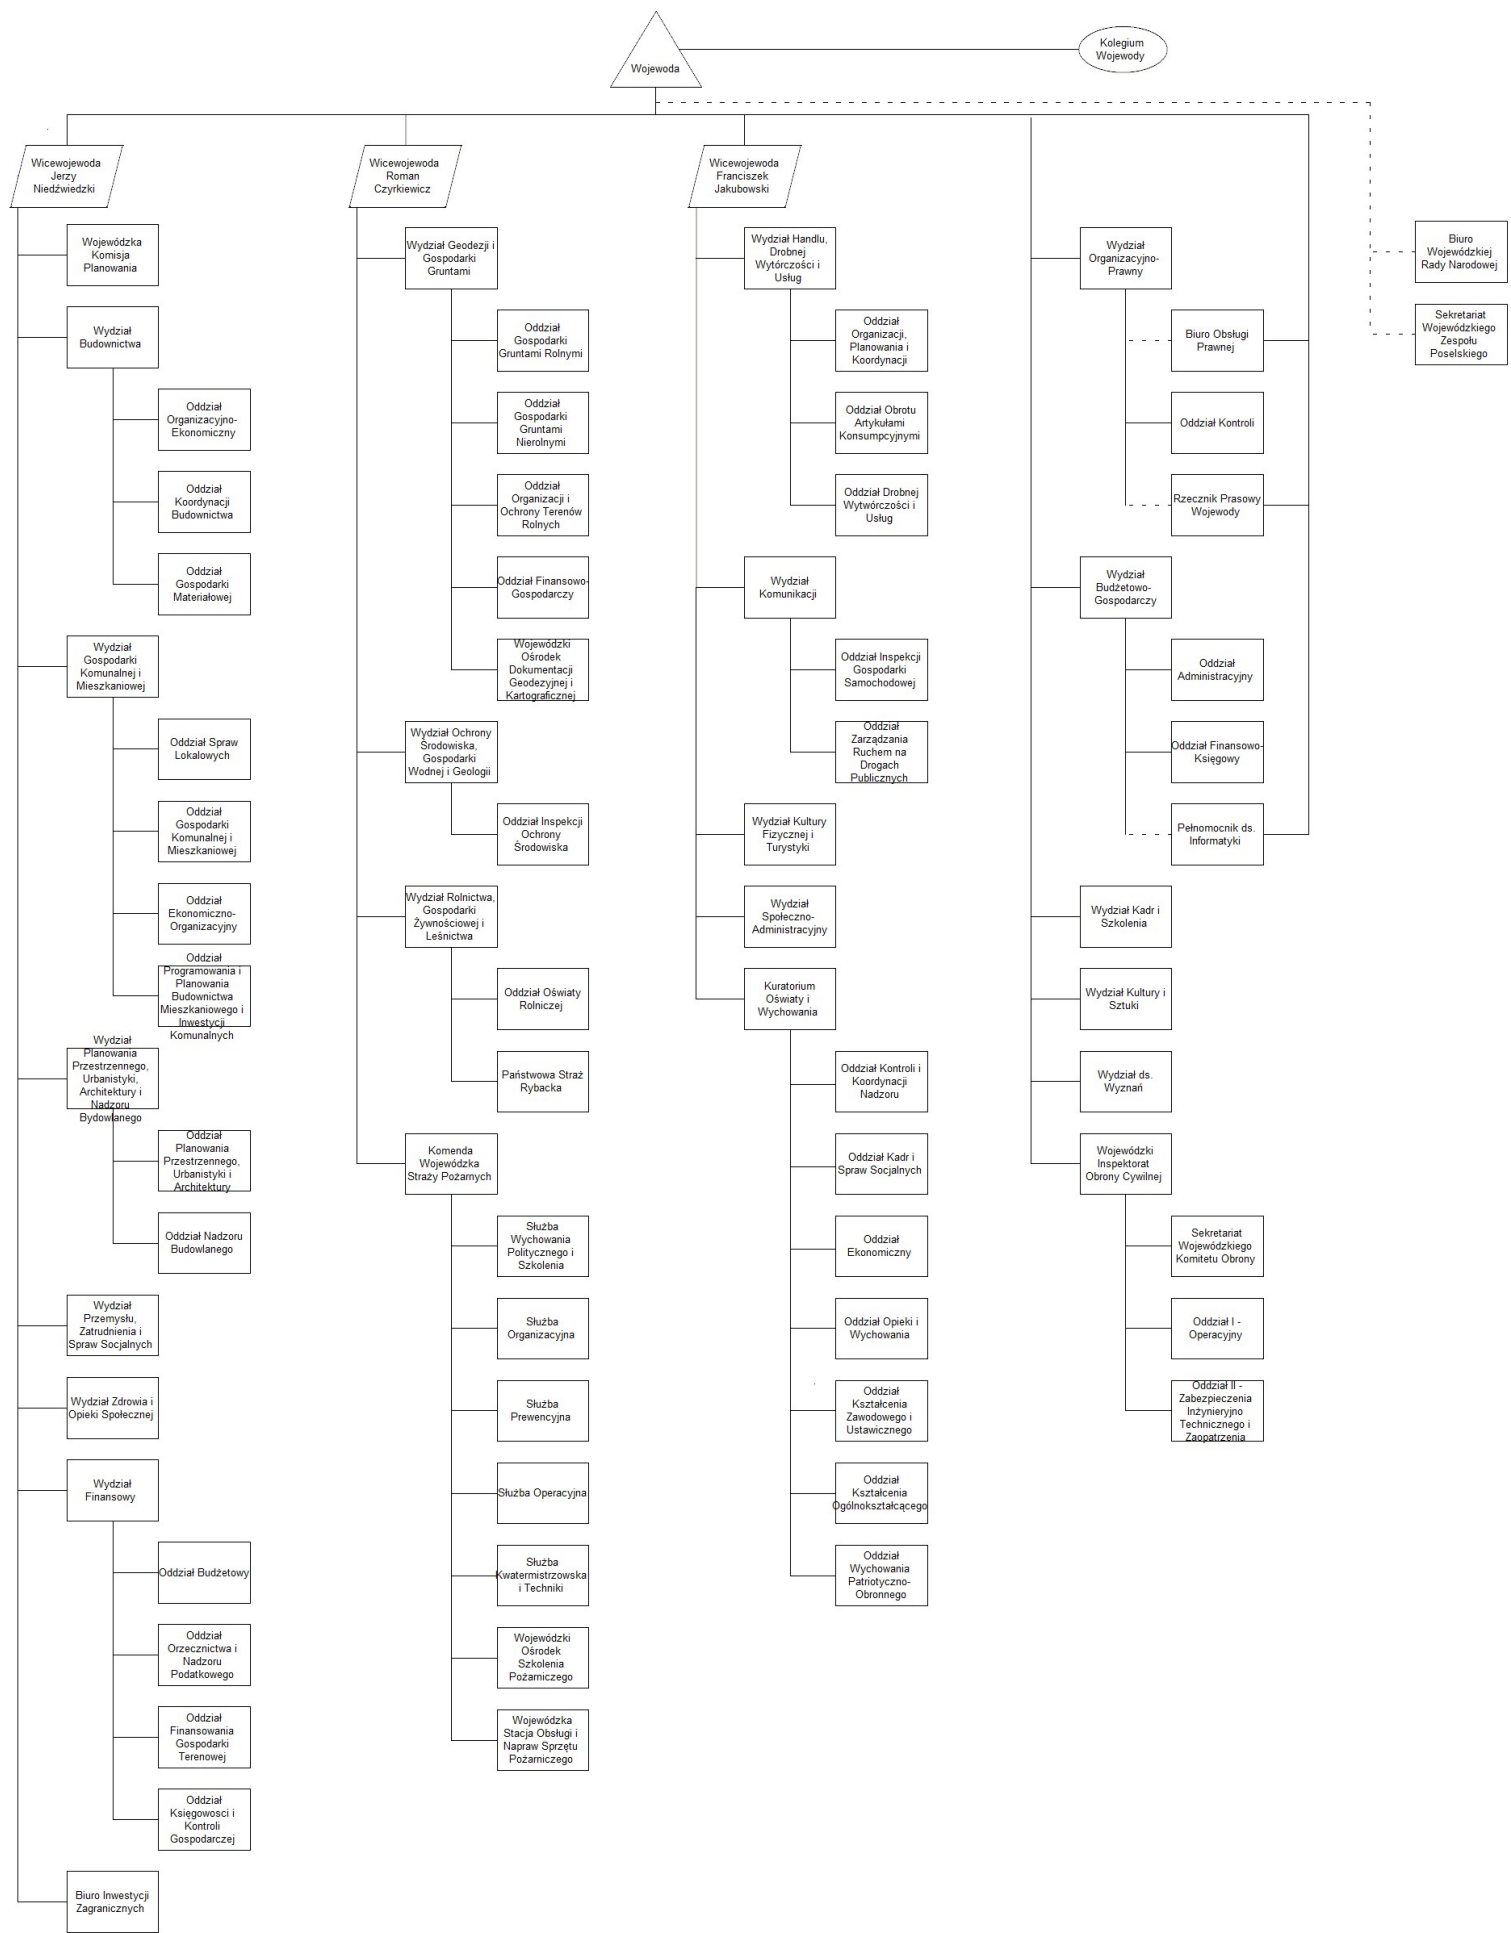 Wojewoda
Kolegium
Wojewody
Wicewojewoda
Jerzy
Niedźwiedzki
Wojewódzka
Komisja
Planowania
Wydział
Budownictwa
Oddział
Organizacyjno-
Ekonomiczny
Oddział
Koordynacji
Budownictwa
Oddział
Gospodarki
Materiałowej
Wydział
Gospodarki
Komunalnej i
Mieszkaniowej
Oddział Spraw
Lokalowych
Oddział
Gospodarki
Komunalnej i
Mieszkaniowej
Oddział
Ekonomiczno-
Organizacyjny
Oddział
Programowania i
Planowania
Budownictwa
Mieszkaniowego i
Inwestycji
Komunalnych
Wydział
Planowania
Przestrzennego,
Urbanistyki,
Architektury i
Nadzoru
Bydowlanego
Oddział
Planowania
Przestrzennego,
Urbanistyki i
Architektury
Oddział Nadzoru
Budowlanego
Wydział
Przemysłu,
Zatrudnienia i
Spraw Socjalnych
Wydział Zdrowia i
Opieki Społecznej
Wydział
Finansowy
Oddział Budżetowy
Oddział
Orzecznictwa i
Nadzoru
Podatkowego
Oddział
Finansowania
Gospodarki
Terenowej
Oddział
Księgowosci i
Kontroli
Gospodarczej
Biuro Inwestycji
Zagranicznych
Wicewojewoda
Roman
Czyrkiewicz
Wydział Geodezji i
Gospodarki
Gruntami
Oddział
Gospodarki
Gruntami Rolnymi
Oddział
Gospodarki
Gruntami
Nierolnymi
Oddział
Organizacji i
Ochrony Terenów
Rolnych
Oddział Finansowo-
Gospodarczy
Wojewódzki
Ośrodek
Dokumentacji
Geodezyjnej i
Kartograficznej
Wydział Ochrony
Środowiska,
Gospodarki
Wodnej i Geologii
Oddział Inspekcji
Ochrony
Środowiska
Wydział Rolnictwa,
Gospodarki
Żywnościowej i
Leśnictwa
Oddział Oświaty
Rolniczej
Państwowa Straż
Rybacka
Komenda
Wojewódzka
Straży Pożarnych
Służba
Wychowania
Politycznego i
Szkolenia
Służba
Organizacyjna
Służba
Prewencyjna
Służba Operacyjna
Służba
Kwatermistrzowska
i Techniki
Wojewódzki
Ośrodek
Szkolenia
Pożarniczego
Wojewódzka
Stacja Obsługi i
Napraw Sprzętu
Pożarniczego
Wicewojewoda
Franciszek
Jakubowski
Wydział Handlu,
Drobnej
Wytórczości i
Usług
Oddział
Organizacji,
Planowania i
Koordynacji
Oddział Obrotu
Artykułami
Konsumpcyjnymi
Oddział Drobnej
Wytwórczości i
Usług
Wydział
Komunikacji
Oddział Inspekcji
Gospodarki
Samochodowej
Oddział
Zarządzania
Ruchem na
Drogach
Publicznych
Wydział Kultury
Fizycznej i
Turystyki
Wydział
Społeczno-
Administracyjny
Kuratorium
Oświaty i
Wychowania
Oddział Kontroli i
Koordynacji
Nadzoru
Oddział Kadr i
Spraw Socjalnych
Oddział
Ekonomiczny
Oddział Opieki i
Wychowania
Oddział
Kształcenia
Zawodowego i
Ustawicznego
Oddział
Kształcenia
Ogólnokształcącego
Oddział
Wychowania
Patriotyczno-
Obronnego
Wydział
Organizacyjno-
Prawny
Biuro Obsługi
Prawnej
Oddział Kontroli
Rzecznik Prasowy
Wojewody
Wydział
Budżetowo-
Gospodarczy
Oddział
Administracyjny
Oddział Finansowo-
Księgowy
Pełnomocnik ds.
Informatyki
Wydział Kadr i
Szkolenia
Wydział Kultury i
Sztuki
Wydział ds.
Wyznań
Wojewódzki
Inspektorat
Obrony Cywilnej
Sekretariat
Wojewódzkiego
Komitetu Obrony
Oddział I -
Operacyjny
Oddział II -
Zabezpieczenia
Inżynieryjno
Technicznego i
Zaopatrzenia
Biuro
Wojewódzkiej
Rady Narodowej
Sekretariat
Wojewódzkiego
Zespołu
Poselskiego